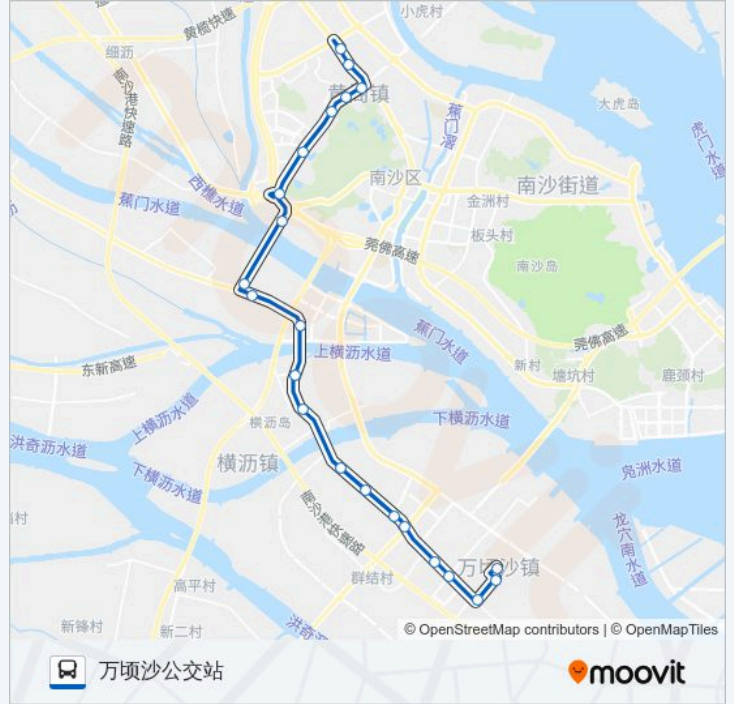 小虎村
黄榄快速
细沥
南沙港快速路
黄阁镇
大虎岛
蕉门滘
虎门水道
西樵水道
蕉门水道
南沙区
南沙街道
金洲村
板头村
莞佛高速
南沙岛
蕉门水道
上横沥水道
莞佛高速
新村
塘坑村
鹿颈村
东新高速
上横沥水道
横沥岛
下横沥水道
洪奇沥水道
横沥镇
下横沥水道
凫洲水道
南沙港快速路
龙穴南水道
万顷沙镇
群结村
高平村
新锋村
新二村
© OpenStreetMap contributors | © OpenMapTiles
万顷沙公交站
moovit